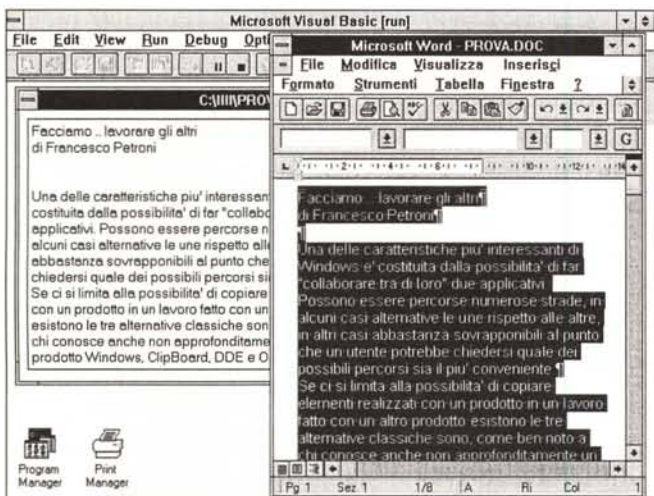 Microsoft Visual Basic [run]
File Edit View Run Debug Opti
C:\IIII\PRO
Facciamo .. lavorare gli altri
di Francesco Petroni
Una delle caratteristiche piu' interessan
costituita dalla possibilita' di far "collabo
applicativi. Possono essere percorse n
alcuni casi alternative le une rispetto alle
abbastanza sovrapponibili al punto che
chiedersi quale dei possibili percorsi sia
Se ci si limita alla possibilita' di copiare
con un prodotto in un lavoro fatto con un
esistono le tre alternative classiche son
chi conosce anche non approfonditame
prodotto Windows, ClipBoard, DDE e O
Program Manager
Print Manager
Microsoft Word - PROVA.DOC
File Modifica Visualizza Inserisci
Formato Strumenti Tabella Finestra ?
G
2 4 6 10 12 14
Facciamo .. lavorare gli altri¶
di Francesco Petroni¶
¶
Una delle caratteristiche piu' interessanti di
Windows e' costituita dalla possibilita' di far
"collaborare tra di loro" due applicativi.
Possono essere percorse numerose strade, in
alcuni casi alternative le une rispetto alle altre,
in altri casi abbastanza sovrapponibili al punto
che un utente potrebbe chiedersi quale dei
possibili percorsi sia il piu' conveniente.¶
Se ci si limita alla possibilita' di copiare
elementi realizzati con un prodotto in un lavoro
fatto con un altro prodotto esistono le tre
alternative classiche sono, come ben noto a
chi conosce anche non approfonditamente un
Pg 1 Sez 1 1/8 A Ri Col 1